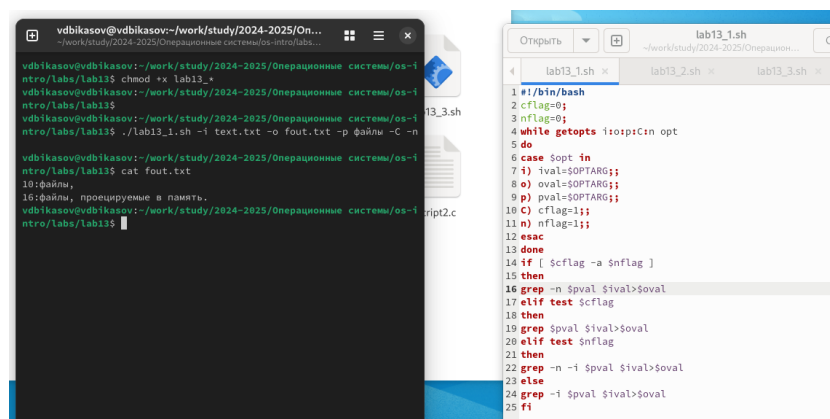 vdbikasov@vdbikasov:~/work/study/2024-2025/Оп...
~/work/study/2024-2025/Операционные системы/os-intro/labs...
vdbikasov@vdbikasov:~/work/study/2024-2025/Операционные системы/os-i
ntro/labs/lab13$ chmod +x lab13_*
vdbikasov@vdbikasov:~/work/study/2024-2025/Операционные системы/os-i
ntro/labs/lab13$
vdbikasov@vdbikasov:~/work/study/2024-2025/Операционные системы/os-i
ntro/labs/lab13$ ./lab13_1.sh -i text.txt -o fout.txt -p файлы -C -n
vdbikasov@vdbikasov:~/work/study/2024-2025/Операционные системы/os-i
ntro/labs/lab13$ cat fout.txt
10:файлы,
16:файлы, проецируемые в память.
vdbikasov@vdbikasov:~/work/study/2024-2025/Операционные системы/os-i
ntro/labs/lab13$
13_3.sh
cript2.c
Открыть
lab13_1.sh
~/work/study/2024-2025/Операцион...
lab13_1.sh × lab13_2.sh × lab13_3.sh ×
1 #!/bin/bash
2 cflag=0;
3 nflag=0;
4 while getopts i:o:p:C:n opt
5 do
6 case $opt in
7 i) ival=$OPTARG;;
8 o) oval=$OPTARG;;
9 p) pval=$OPTARG;;
10 C) cflag=1;;
11 n) nflag=1;;
12 esac
13 done
14 if [ $cflag -a $nflag ]
15 then
16 grep -n $pval $ival>$oval
17 elif test $cflag
18 then
19 grep $pval $ival>$oval
20 elif test $nflag
21 then
22 grep -n -i $pval $ival>$oval
23 else
24 grep -i $pval $ival>$oval
25 fi